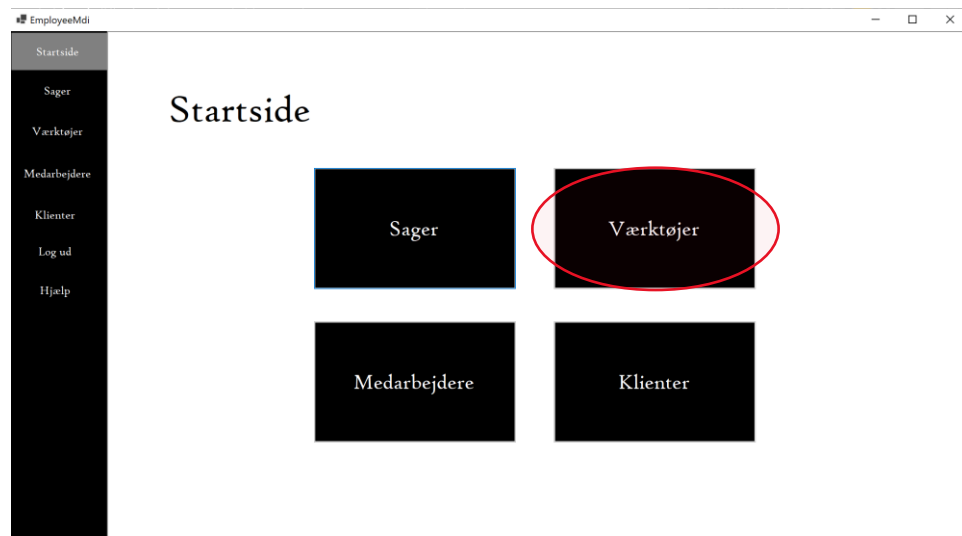 EmployeeMdi
Startside
Sager
Værktøjer
Medarbejdere
Klienter
Log ud
Hjælp
Startside
Sager
Værktøjer
Medarbejdere
Klienter